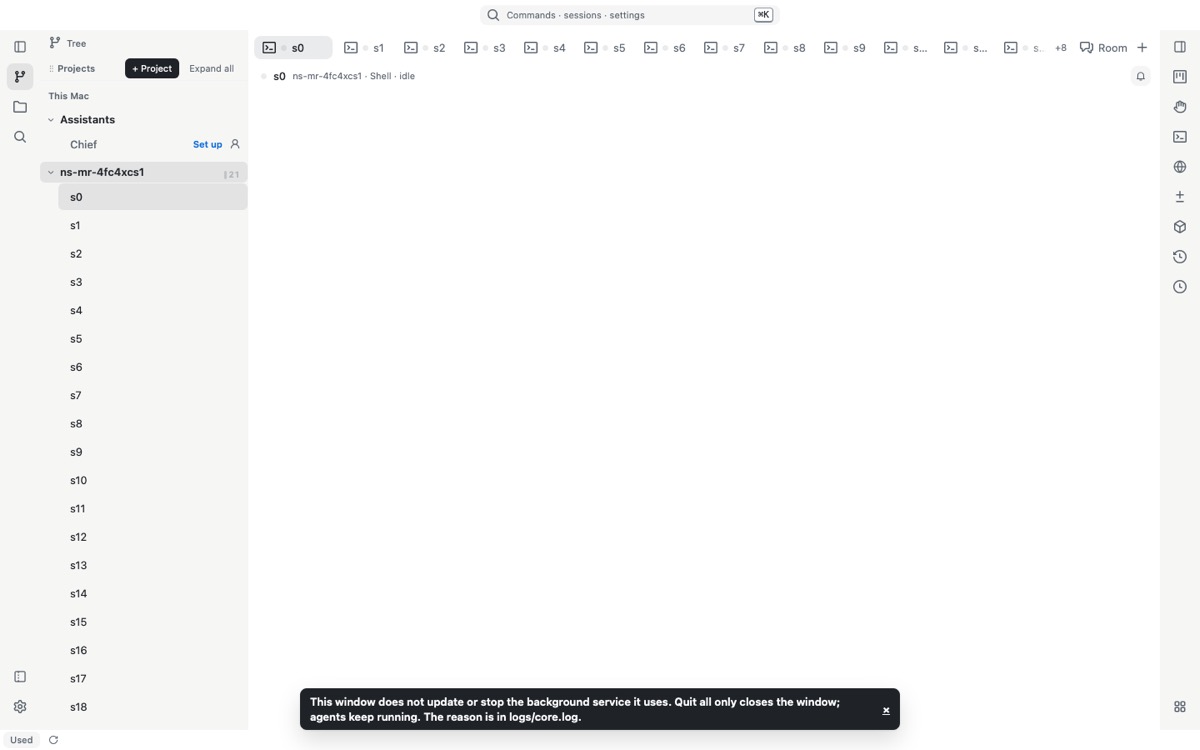 Commands · sessions · settings
⌘K
Tree
Projects
+ Project
Expand all
This Mac
Assistants
Chief
Set up
ns-mr-4fc4xcs1
21
s0
s1
s2
s3
s4
s5
s6
s7
s8
s9
s10
s11
s12
s13
s14
s15
s16
s17
s18
Used
s0
s1
s2
s3
s4
s5
s6
s7
s8
s9
s...
s...
s..
+8
Room
s0 ns-mr-4fc4xcs1 · Shell · idle
This window does not update or stop the background service it uses. Quit all only closes the window;
agents keep running. The reason is in logs/core.log.